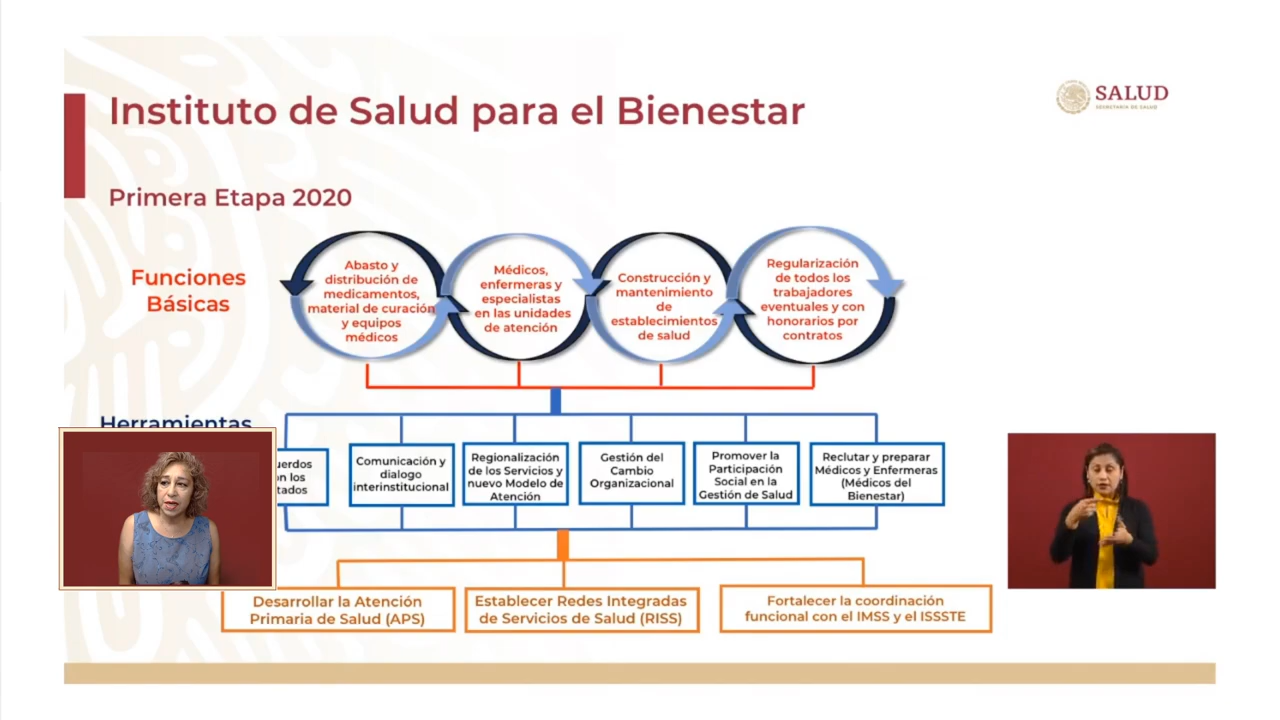 Instituto de Salud para el Bienestar
SALUD
SECRETARÍA DE SALUD
Primera Etapa 2020
Funciones
Básicas
Abasto y
distribución de
medicamentos,
material de curación
y equipos
médicos
Médicos,
enfermeras y
especialistas
en las unidades
de atención
Construcción y
mantenimiento
de
establecimientos
de salud
Regularización
de todos los
trabajadores
eventuales y con
honorarios por
contratos
Herramientas
Comunicación y
dialogo
interinstitucional
Regionalización
de los Servicios y
nuevo Modelo de
Atención
Gestión del
Cambio
Organizacional
Promover la
Participación
Social en la
Gestión de Salud
Reclutar y preparar
Médicos y Enfermeras
(Médicos del
Bienestar)
Desarrollar la Atención
Primaria de Salud (APS)
Establecer Redes Integradas
de Servicios de Salud (RISS)
Fortalecer la coordinación
funcional con el IMSS y el ISSSTE